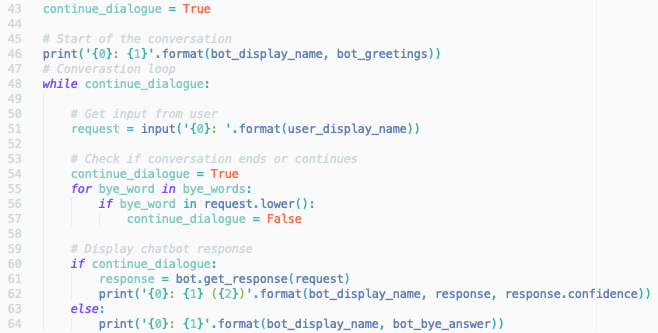 43 continue_dialogue = True
44
45 # Start of the conversation
46 print('{0}: {1}'.format(bot_display_name, bot_greetings))
47 # Converastion loop
48 while continue_dialogue:
49
50     # Get input from user
51     request = input('{0}: '.format(user_display_name))
52
53     # Check if conversation ends or continues
54     continue_dialogue = True
55     for bye_word in bye_words:
56         if bye_word in request.lower():
57             continue_dialogue = False
58
59     # Display chatbot response
60     if continue_dialogue:
61         response = bot.get_response(request)
62         print('{0}: {1} ({2})'.format(bot_display_name, response, response.confidence))
63     else:
64         print('{0}: {1}'.format(bot_display_name, bot_bye_answer))